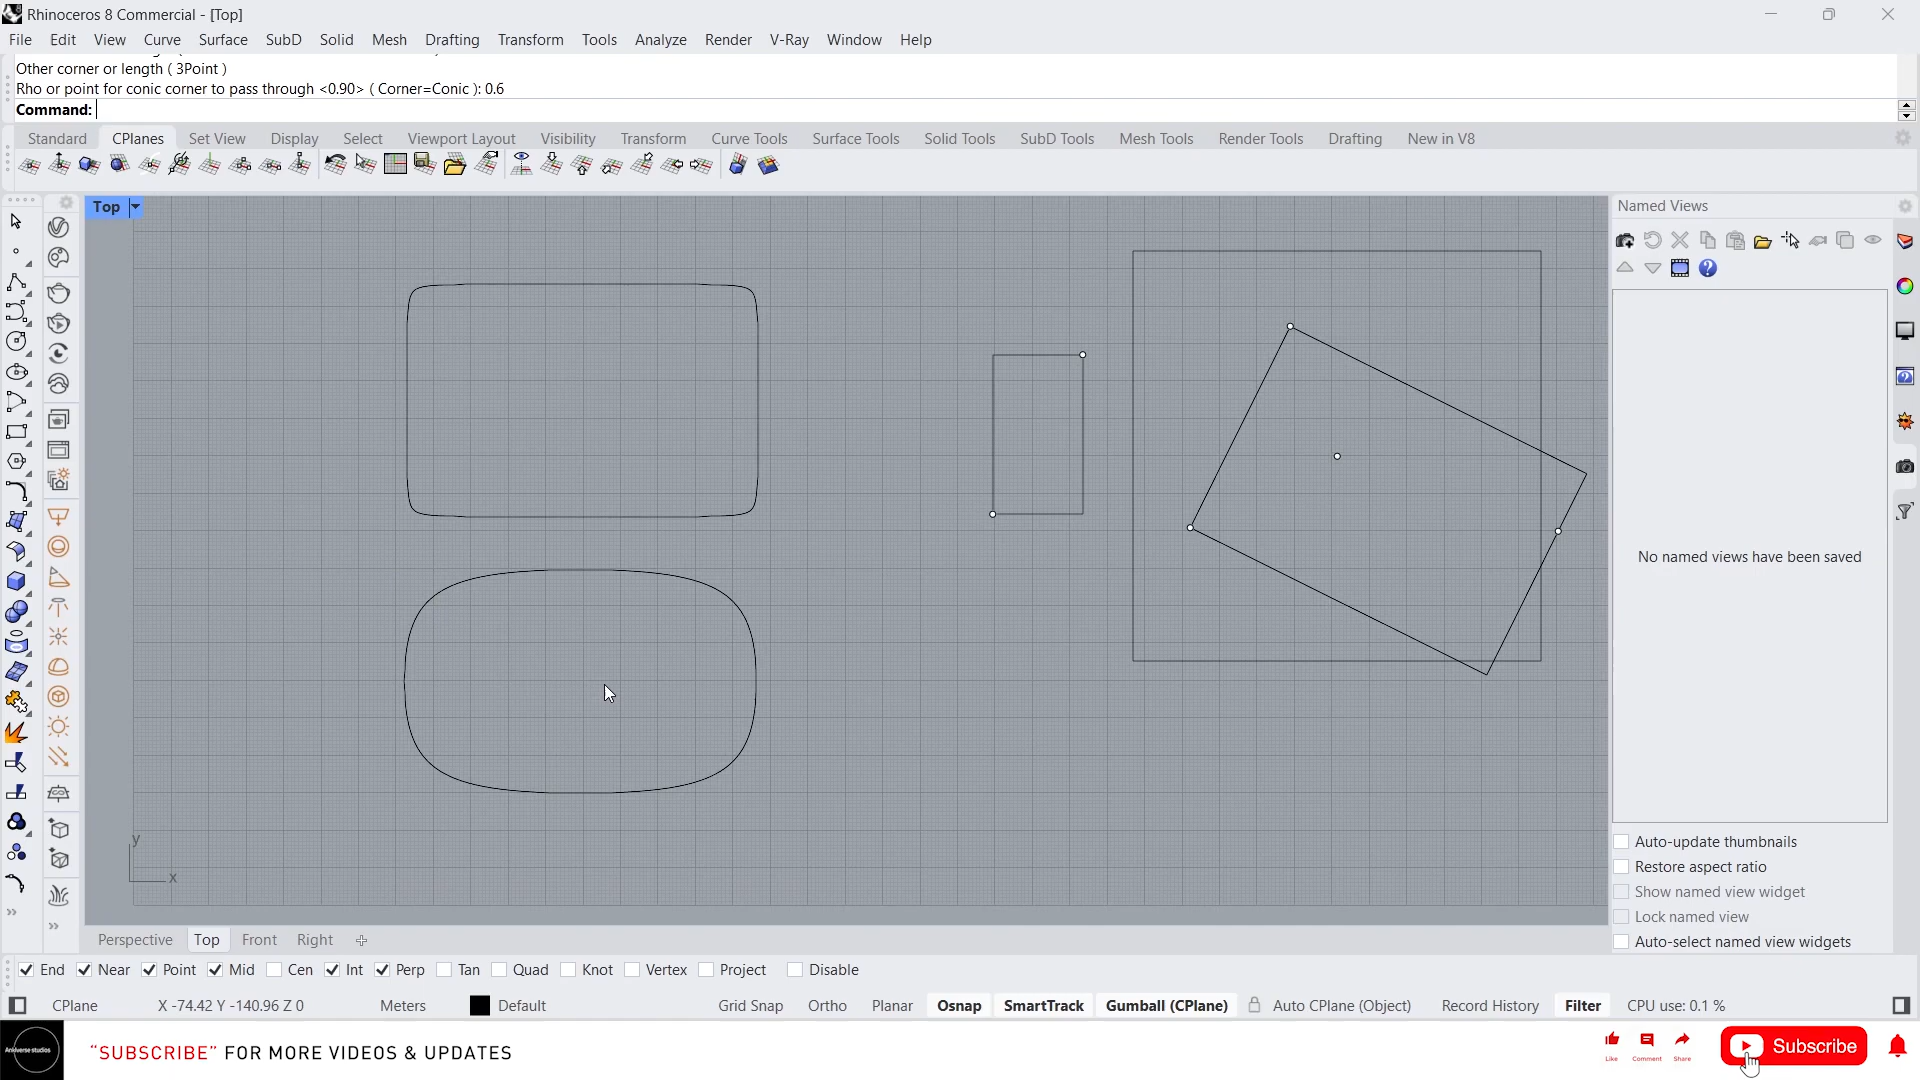 Rhinoceros 8 Commercial - [Top]
File Edit View Curve Surface SubD Solid Mesh Drafting Transform Tools Analyze Render V-Ray Window Help
Other corner or length ( 3Point )
Rho or point for conic corner to pass through <0.90> ( Corner=Conic ): 0.6
Command:
Standard CPlanes Set View Display Select Viewport Layout Visibility Transform Curve Tools Surface Tools Solid Tools SubD Tools Mesh Tools Render Tools Drafting New in V8
Top
Named Views
No named views have been saved
y
x
Auto-update thumbnails
Restore aspect ratio
Show named view widget
Lock named view
Auto-select named view widgets
Perspective Top Front Right
End Near Point Mid Cen Int Perp Tan Quad Knot Vertex Project Disable
CPlane X -74.42 Y -140.96 Z 0 Meters Default Grid Snap Ortho Planar Osnap SmartTrack Gumball (CPlane) Auto CPlane (Object) Record History Filter CPU use: 0.1 %
"SUBSCRIBE" FOR MORE VIDEOS & UPDATES
Like Comment Share
Subscribe